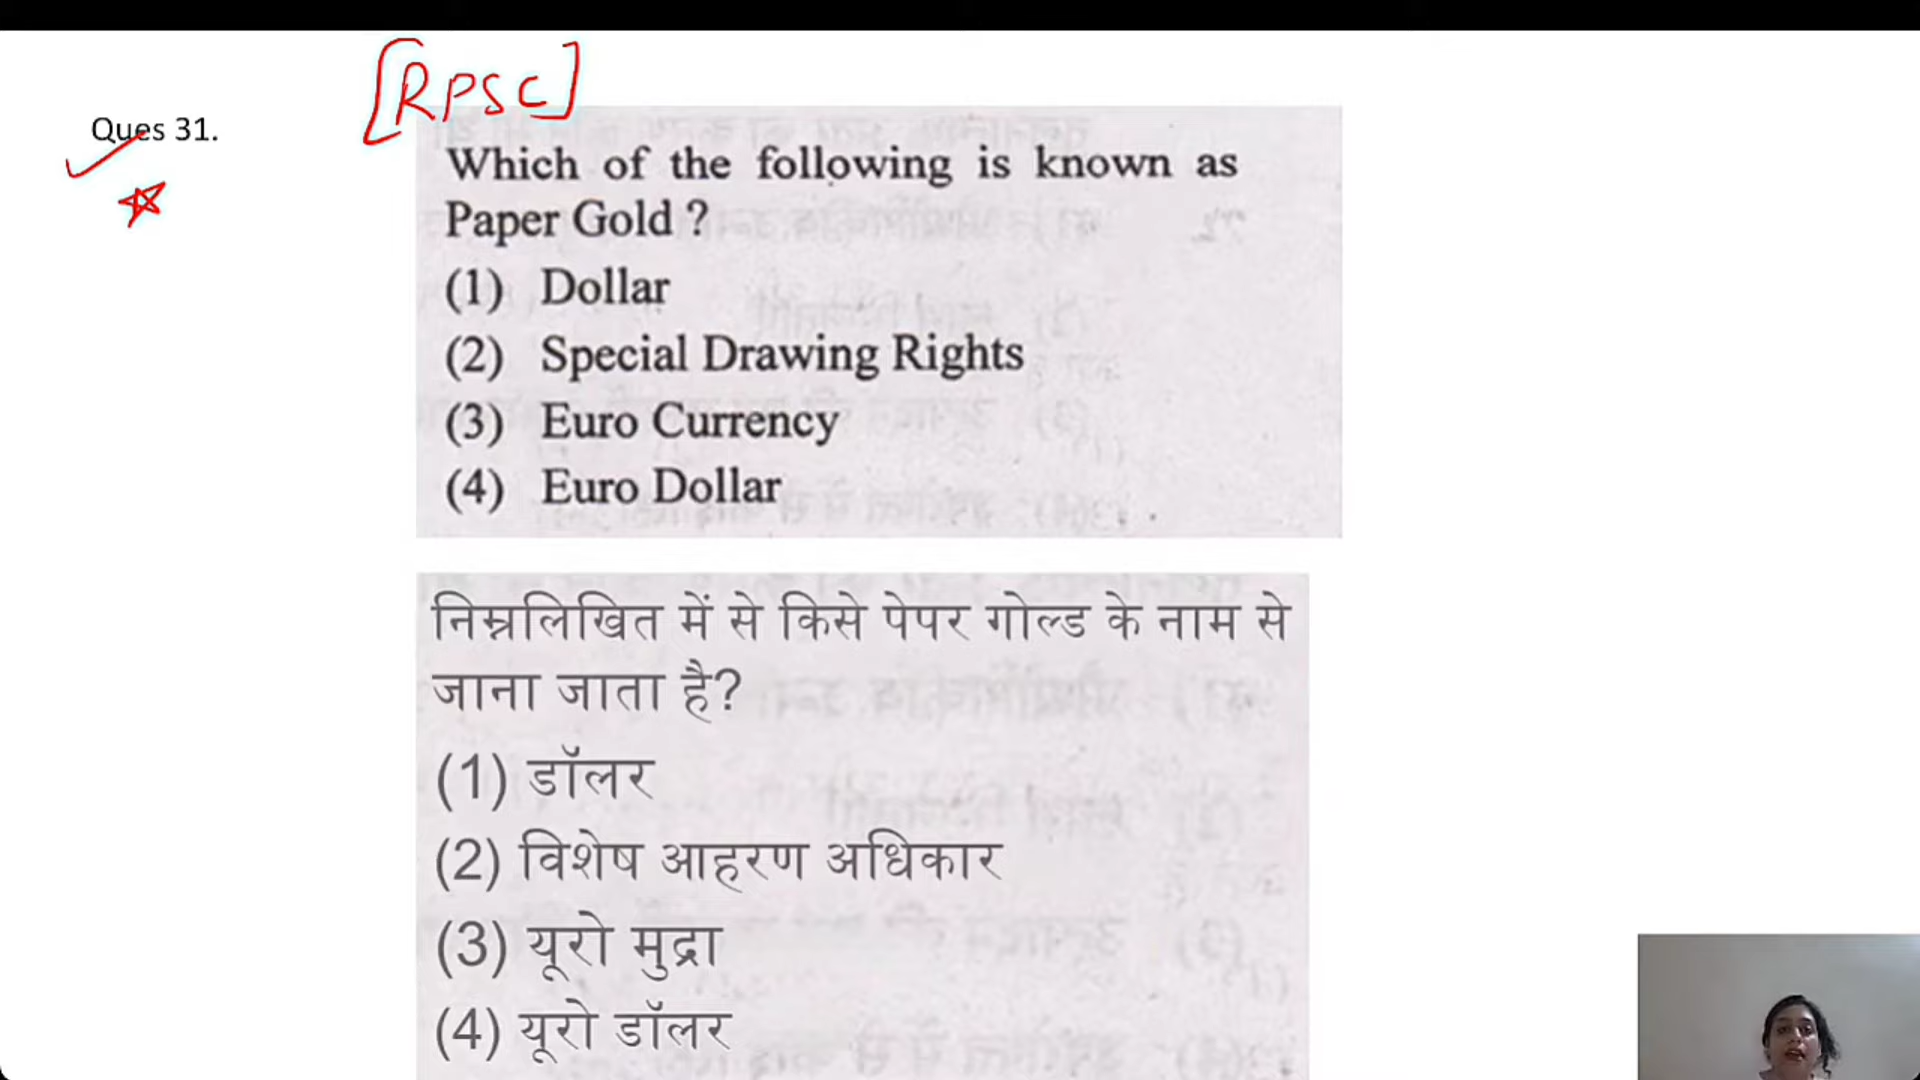 [RPSC]
Ques 31.
Which of the following is known as
Paper Gold ?
(1) Dollar
(2) Special Drawing Rights
(3) Euro Currency
(4) Euro Dollar
निम्नलिखित में से किसे पेपर गोल्ड के नाम से
जाना जाता है?
(1) डॉलर
(2) विशेष आहरण अधिकार
(3) यूरो मुद्रा
(4) यूरो डॉलर